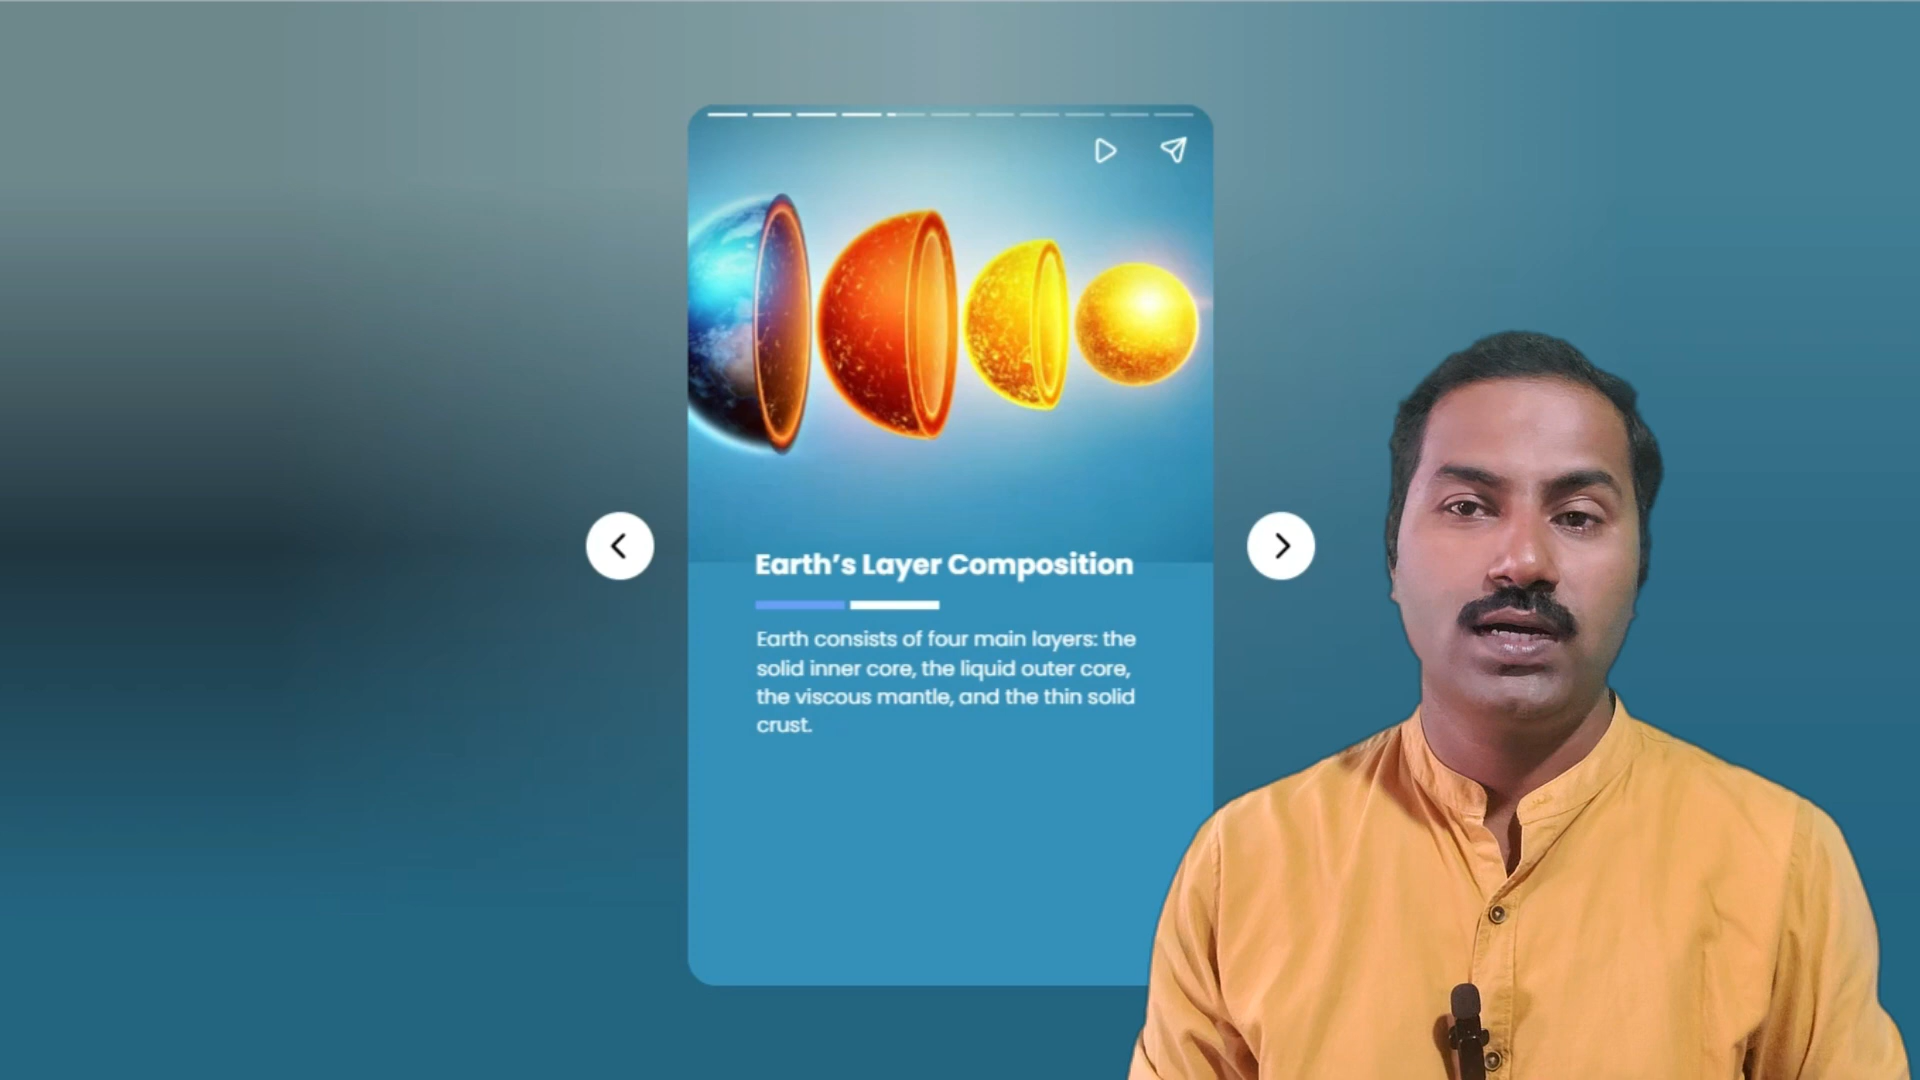 Earth’s Layer Composition
Earth consists of four main layers: the
solid inner core, the liquid outer core,
the viscous mantle, and the thin solid
crust.